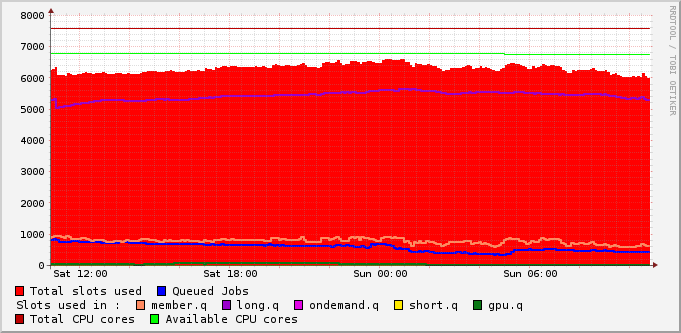 8000
7000
6000
5000
4000
3000
2000
1000
0
Sat 12:00 Sat 18:00 Sun 00:00 Sun 06:00
Total slots used Queued Jobs
Slots used in : member.q long.q ondemand.q short.q gpu.q
Total CPU cores Available CPU cores
RRDTOOL / TOBI OETIKER